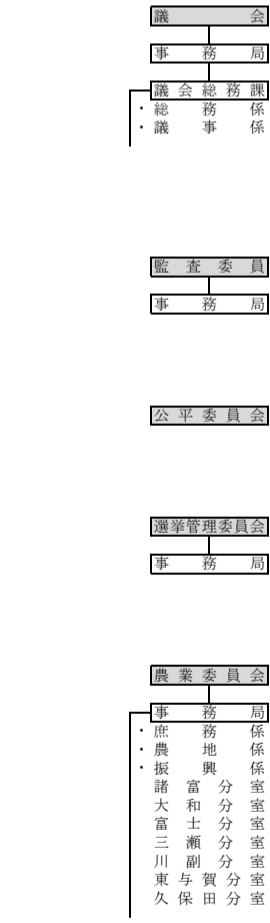 議会
事務局
議会総務課
・総務係
・議事係
監査委員
事務局
公平委員会
選挙管理委員会
事務局
農業委員会
事務局
・庶務係
・農地係
・振興係
諸富分室
大和分室
富士分室
三瀬分室
川副分室
東与賀分室
久保田分室